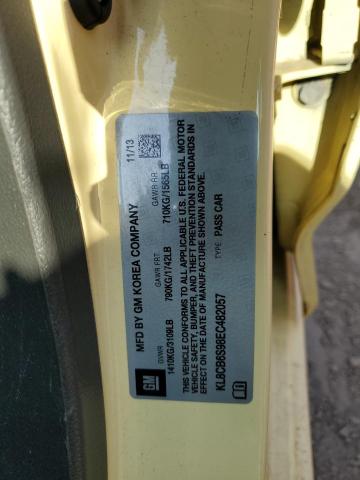 MFD BY GM KOREA COMPANY 11/13
GVWR GAWR FRT GAWR RR
1410KG/3109LB 790KG/1742LB 710KG/1565LB
THIS VEHICLE CONFORMS TO ALL APPLICABLE U.S. FEDERAL MOTOR
VEHICLE SAFETY, BUMPER, AND THEFT PREVENTION STANDARDS IN
EFFECT ON THE DATE OF MANUFACTURE SHOWN ABOVE.
TYPE: PASS CAR
KL8CB6S98EC482057
GM